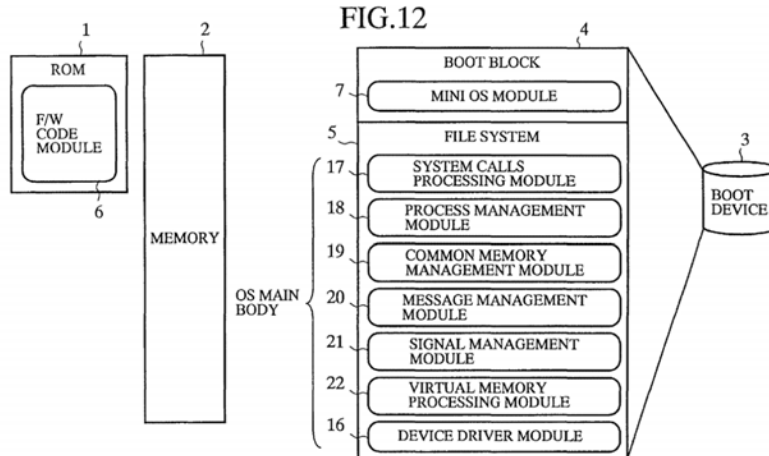 FIG.12
1
ROM
F/W
CODE
MODULE
6
2
MEMORY
4
BOOT BLOCK
7
MINI OS MODULE
5
FILE SYSTEM
OS MAIN
BODY
17
SYSTEM CALLS
PROCESSING MODULE
18
PROCESS MANAGEMENT
MODULE
19
COMMON MEMORY
MANAGEMENT MODULE
20
MESSAGE MANAGEMENT
MODULE
21
SIGNAL MANAGEMENT
MODULE
22
VIRTUAL MEMORY
PROCESSING MODULE
16
DEVICE DRIVER MODULE
3
BOOT
DEVICE